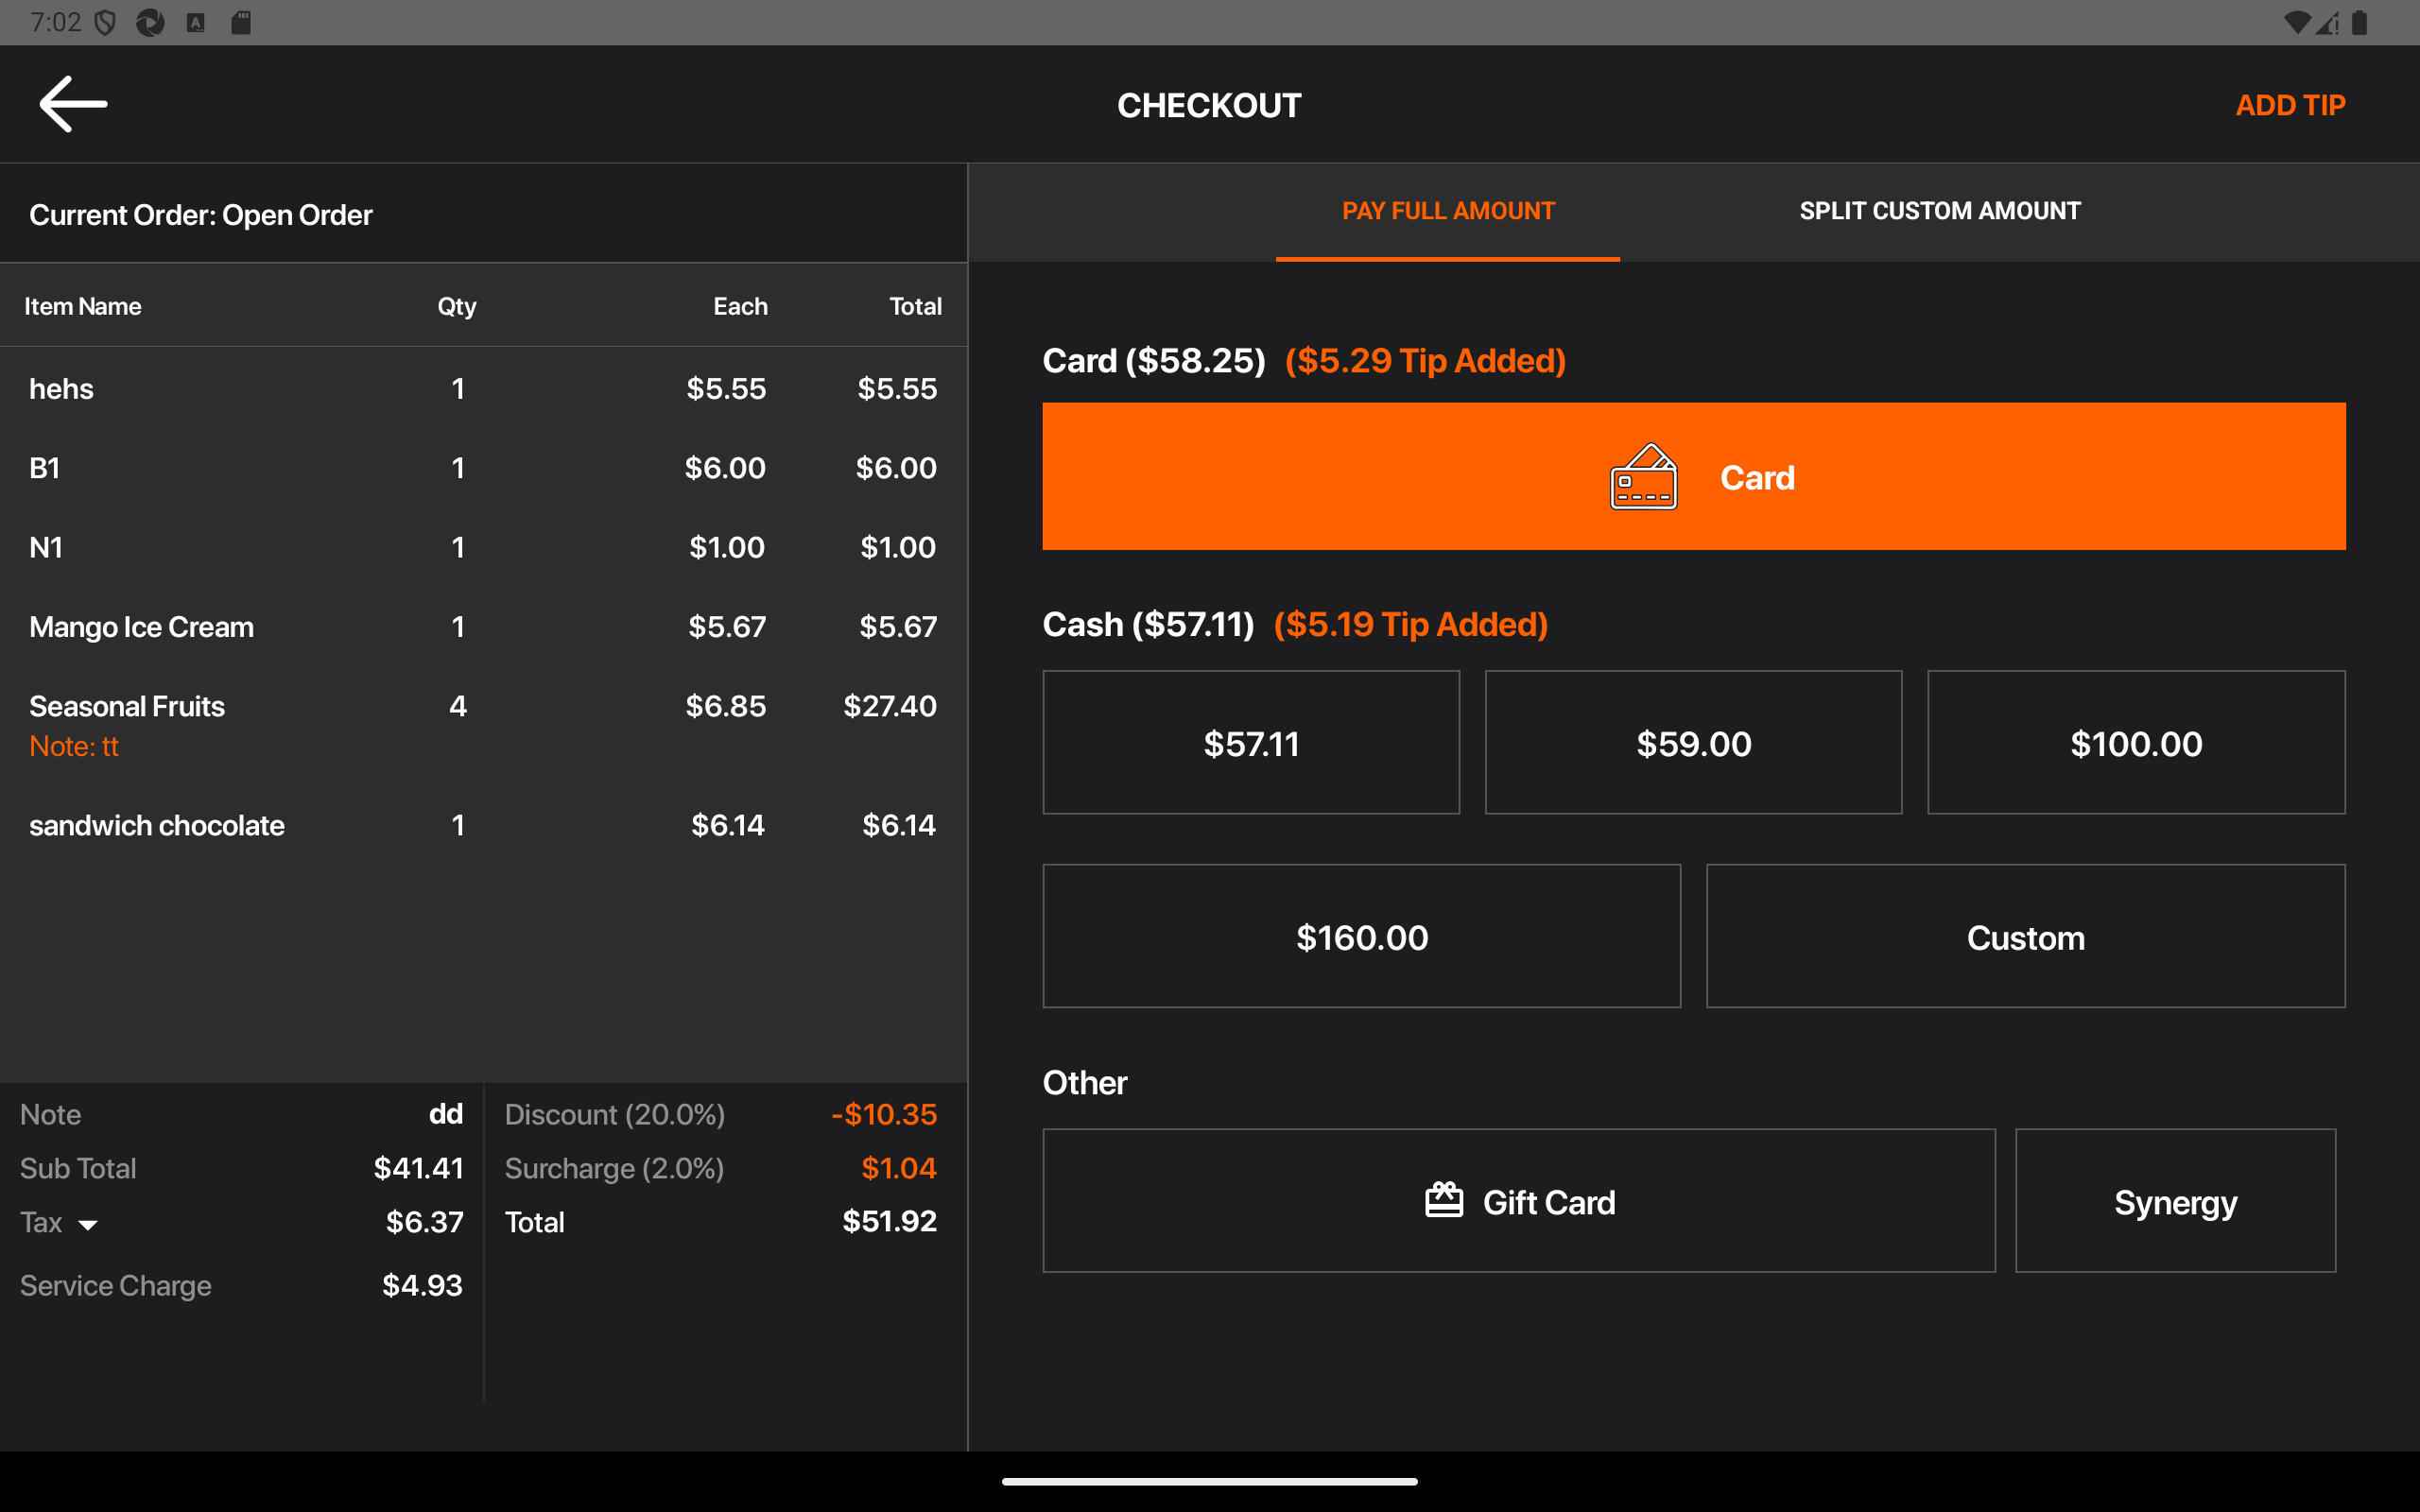 7:02
CHECKOUT
ADD TIP
Current Order: Open Order
PAY FULL AMOUNT
SPLIT CUSTOM AMOUNT
Item Name Qty Each Total
hehs 1 $5.55 $5.55
B1 1 $6.00 $6.00
N1 1 $1.00 $1.00
Mango Ice Cream 1 $5.67 $5.67
Seasonal Fruits 4 $6.85 $27.40
Note: tt
sandwich chocolate 1 $6.14 $6.14
Note dd
Sub Total $41.41
Tax $6.37
Service Charge $4.93
Discount (20.0%) -$10.35
Surcharge (2.0%) $1.04
Total $51.92
Card ($58.25) ($5.29 Tip Added)
Card
Cash ($57.11) ($5.19 Tip Added)
$57.11 $59.00 $100.00
$160.00 Custom
Other
Gift Card Synergy